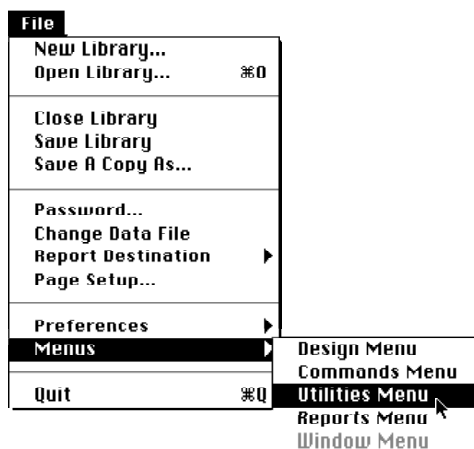 File
New Library...
Open Library... ⌘O
Close Library
Save Library
Save A Copy As...
Password...
Change Data File
Report Destination
Page Setup...
Preferences
Menus
Quit ⌘Q
Design Menu
Commands Menu
Utilities Menu
Reports Menu
Window Menu